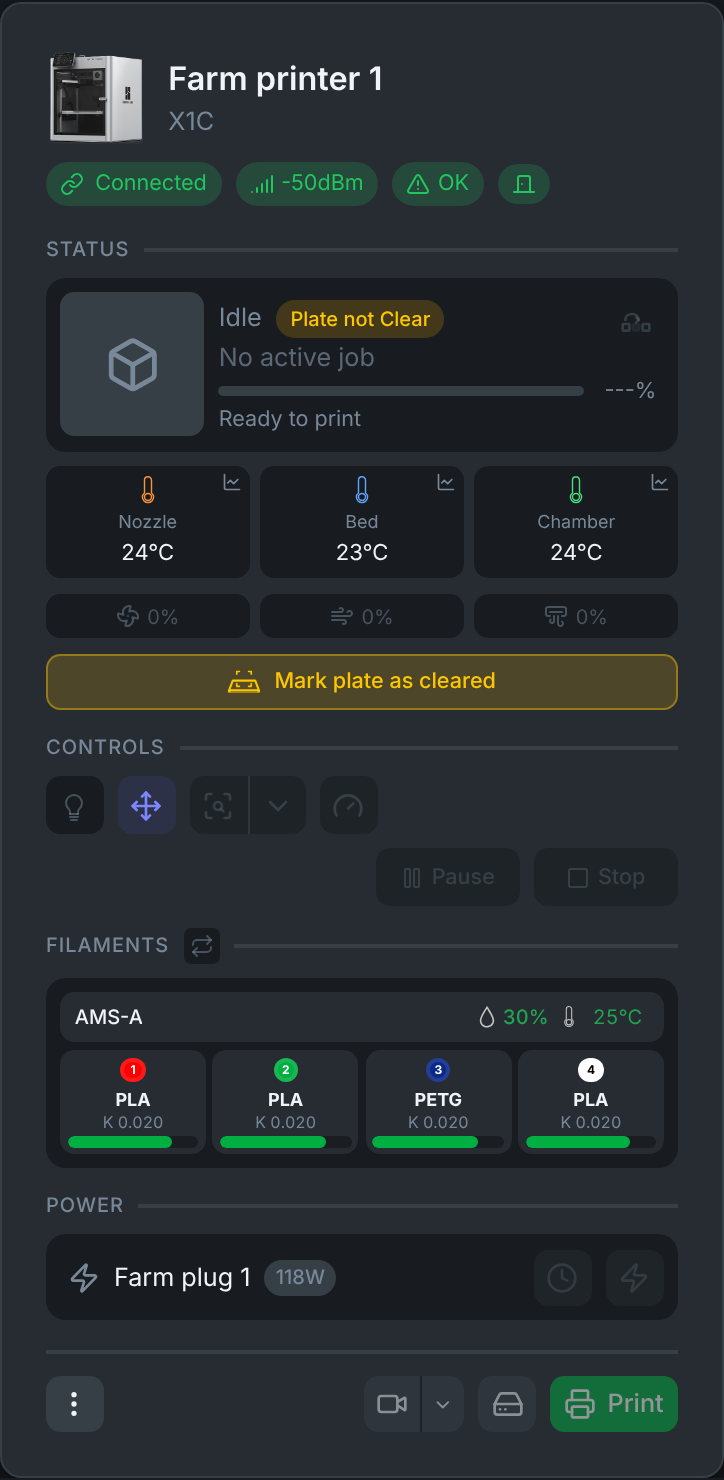 Farm printer 1
X1C
Connected
-50dBm
OK
STATUS
Idle
Plate not Clear
No active job
---%
Ready to print
Nozzle
24°C
Bed
23°C
Chamber
24°C
0%
0%
0%
Mark plate as cleared
CONTROLS
Pause
Stop
FILAMENTS
AMS-A
30%
25°C
1
PLA
K 0.020
2
PLA
K 0.020
3
PETG
K 0.020
4
PLA
K 0.020
POWER
Farm plug 1
118W
Print